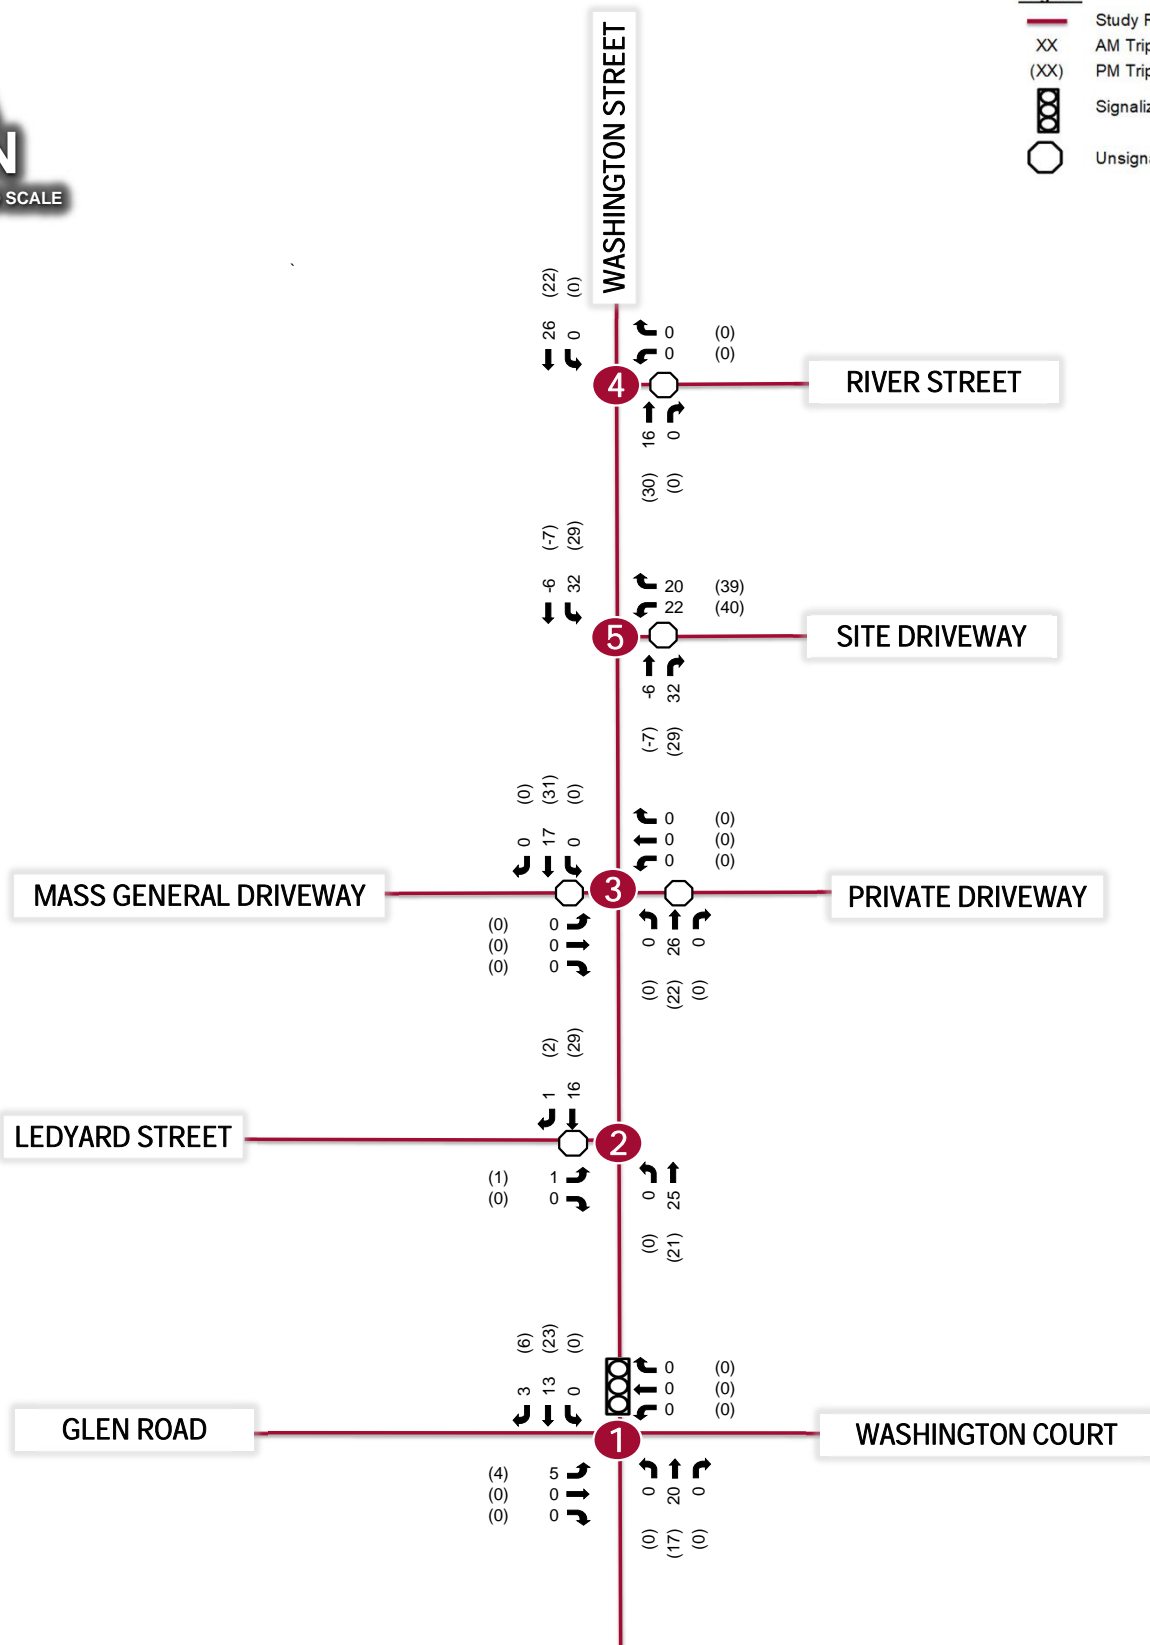 Study
XX AM Trip
(XX) PM Trip
N
SCALE
WASHINGTON STREET
(22) (0)
26 0
0 (0)
0 (0)
4
RIVER STREET
16 0
(30) (0)
(-7) (29)
-6 32
20 (39)
22 (40)
5
SITE DRIVEWAY
-6 32
(-7) (29)
(0) (31) (0)
0 17 0
0 (0)
0 (0)
0 (0)
MASS GENERAL DRIVEWAY
3
PRIVATE DRIVEWAY
(0) 0
(0) 0
(0) 0
0 26 0
(0) (22) (0)
(2) (29)
1 16
LEDYARD STREET
2
(1) 1
(0) 0
0 25
(0) (21)
(6) (23) (0)
3 13 0
0 (0)
0 (0)
0 (0)
GLEN ROAD
1
WASHINGTON COURT
(4) 5
(0) 0
(0) 0
0 20 0
(0) (17) (0)